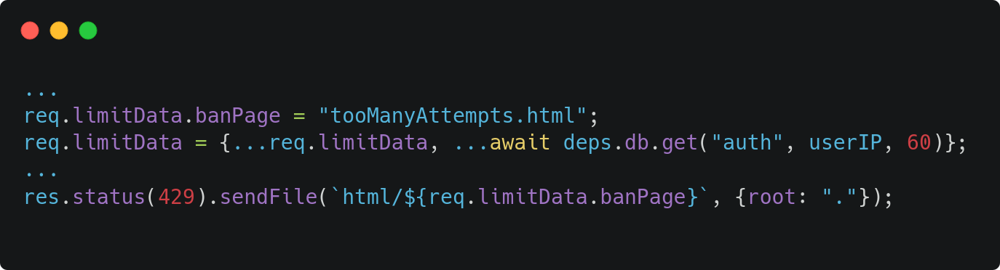 ...
req.limitData.banPage = "tooManyAttempts.html";
req.limitData = {...req.limitData, ...await deps.db.get("auth", userIP, 60)};
...
res.status(429).sendFile(`html/${req.limitData.banPage}`, {root: "."});